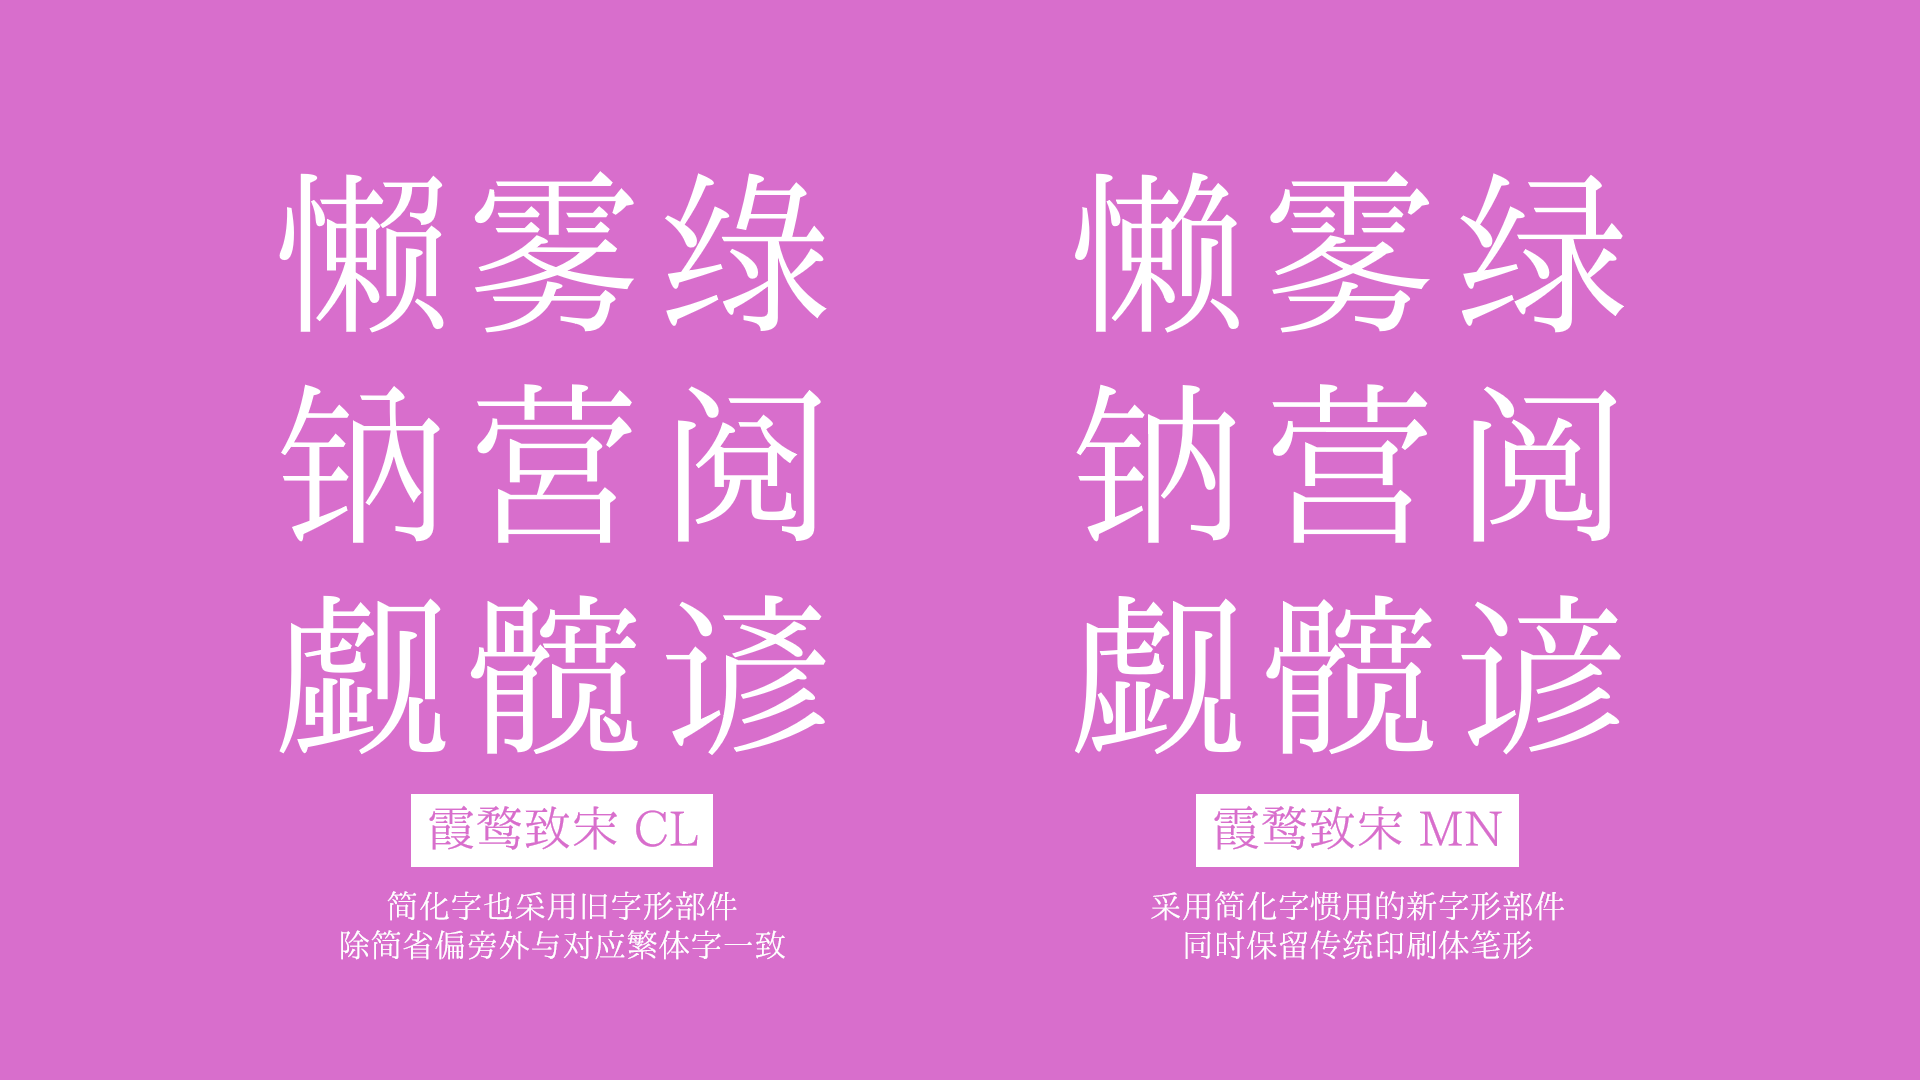 懒雾绿
钠营阅
觑髋谚
霞鹜致宋 CL
简化字也采用旧字形部件
除简省偏旁外与对应繁体字一致
懒雾绿
钠营阅
觑髋谚
霞鹜致宋 MN
采用简化字惯用的新字形部件
同时保留传统印刷体笔形